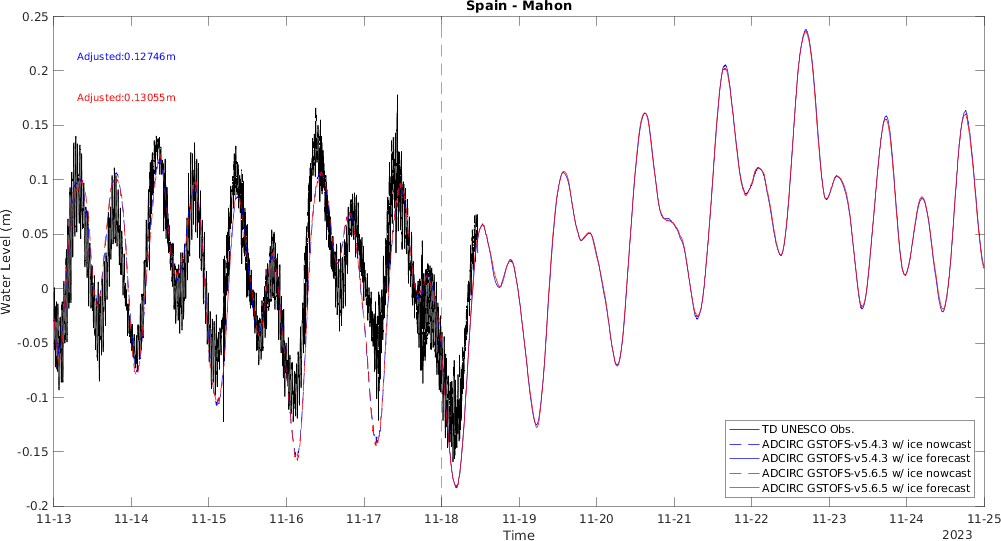 Spain - Mahon
Adjusted:0.12746m
Adjusted:0.13055m
0.25
0.2
0.15
0.1
0.05
0
-0.05
-0.1
-0.15
-0.2
Water Level (m)
TD UNESCO Obs.
ADCIRC GSTOFS-v5.4.3 w/ ice nowcast
ADCIRC GSTOFS-v5.4.3 w/ ice forecast
ADCIRC GSTOFS-v5.6.5 w/ ice nowcast
ADCIRC GSTOFS-v5.6.5 w/ ice forecast
11-13 11-14 11-15 11-16 11-17 11-18 11-19 11-20 11-21 11-22 11-23 11-24 11-25
Time
2023